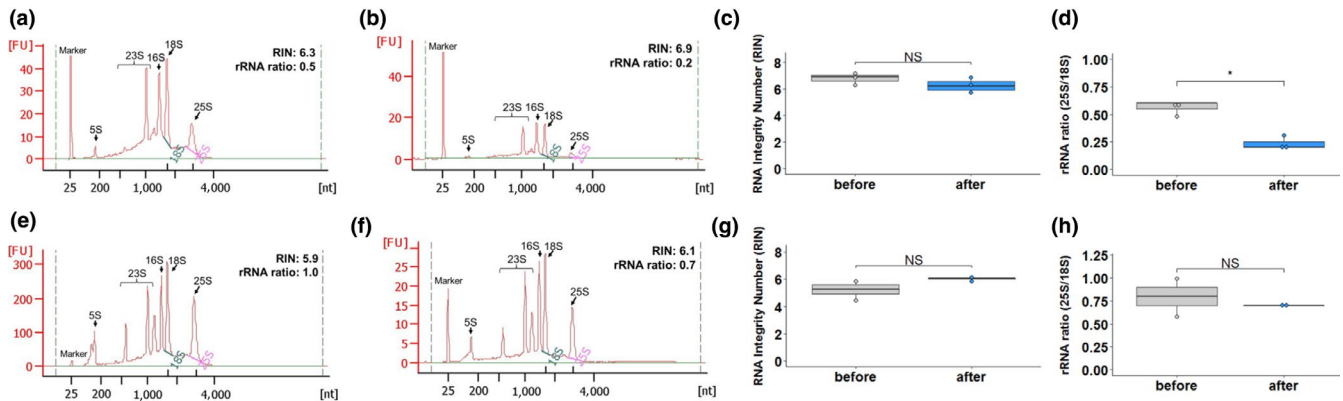 (a)
[FU]
Marker
23S
16S
18S
RIN: 6.3
rRNA ratio: 0.5
40
30
20
10
0
5S
25S
18S
25S
25 200 1,000 4,000 [nt]
(b)
[FU]
Marker
RIN: 6.9
rRNA ratio: 0.2
40
20
0
23S
16S
18S
5S
25S
18S
25S
25 200 1,000 4,000 [nt]
(c)
RNA Integrity Number (RIN)
8
6
4
2
0
NS
before after
(d)
rRNA ratio (25S/18S)
1.00
0.75
0.50
0.25
0.00
*
before after
(e)
[FU]
RIN: 5.9
rRNA ratio: 1.0
300
200
100
0
Marker
5S
23S
16S
18S
25S
18S
25S
25 200 1,000 4,000 [nt]
(f)
[FU]
RIN: 6.1
rRNA ratio: 0.7
25
20
15
10
5
0
Marker
5S
23S
16S
18S
25S
18S
25S
25 200 1,000 4,000 [nt]
(g)
RNA Integrity Number (RIN)
8
6
4
2
0
NS
before after
(h)
rRNA ratio (25S/18S)
1.25
1.00
0.75
0.50
0.25
0.00
NS
before after